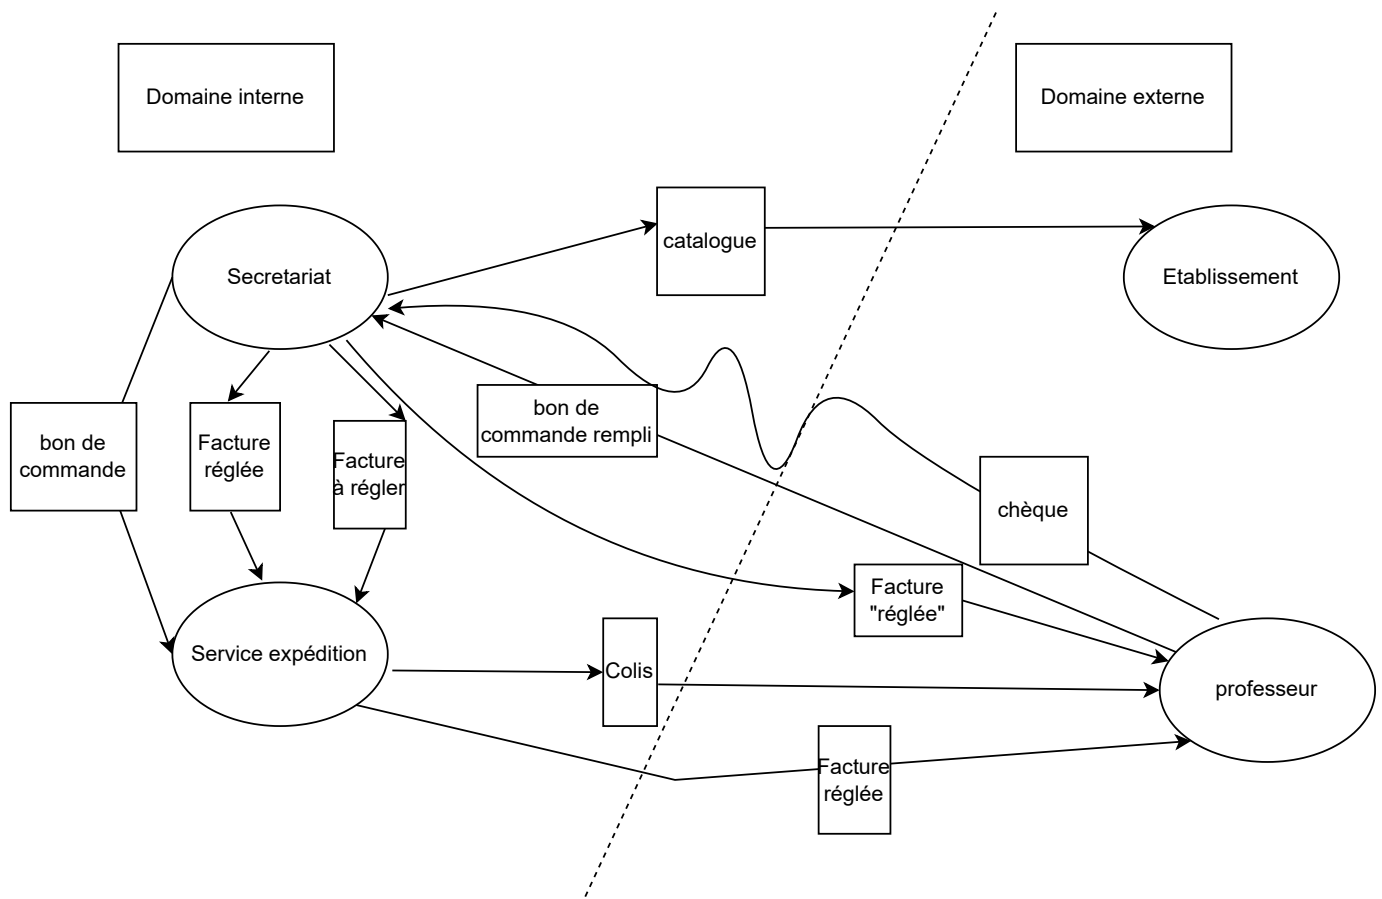 Domaine interne
Domaine externe
Secretariat
catalogue
Etablissement
bon de
commande
Facture
réglée
Facture
à régler
bon de
commande rempli
chèque
Facture
"réglée"
Service expédition
Colis
professeur
Facture
réglée